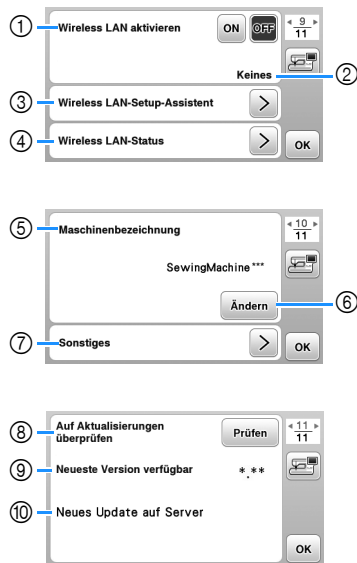 ① Wireless LAN aktivieren ON OFF 9
11
Keines ②
③ Wireless LAN-Setup-Assistent >
④ Wireless LAN-Status > OK
⑤ Maschinenbezeichnung 10
11
SewingMachine***
Ändern ⑥
⑦ Sonstiges > OK
⑧ Auf Aktualisierungen
überprüfen Prüfen 11
11
⑨ Neueste Version verfügbar *.**
⑩ Neues Update auf Server
OK